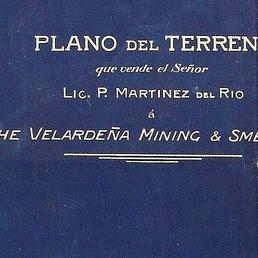 PLANO DEL TERREN
que vende el Señor
LIC. P. MARTINEZ DEL RIO
á
HE VELARDEÑA MINING & SME